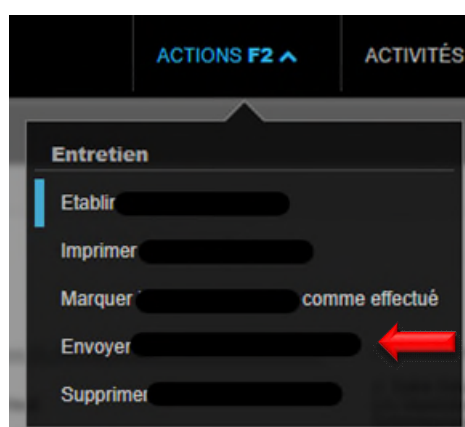 ACTIONS F2 ACTIVITÉS
Entretien
Etablir
Imprimer
Marquer comme effectué
Envoyer
Supprimer